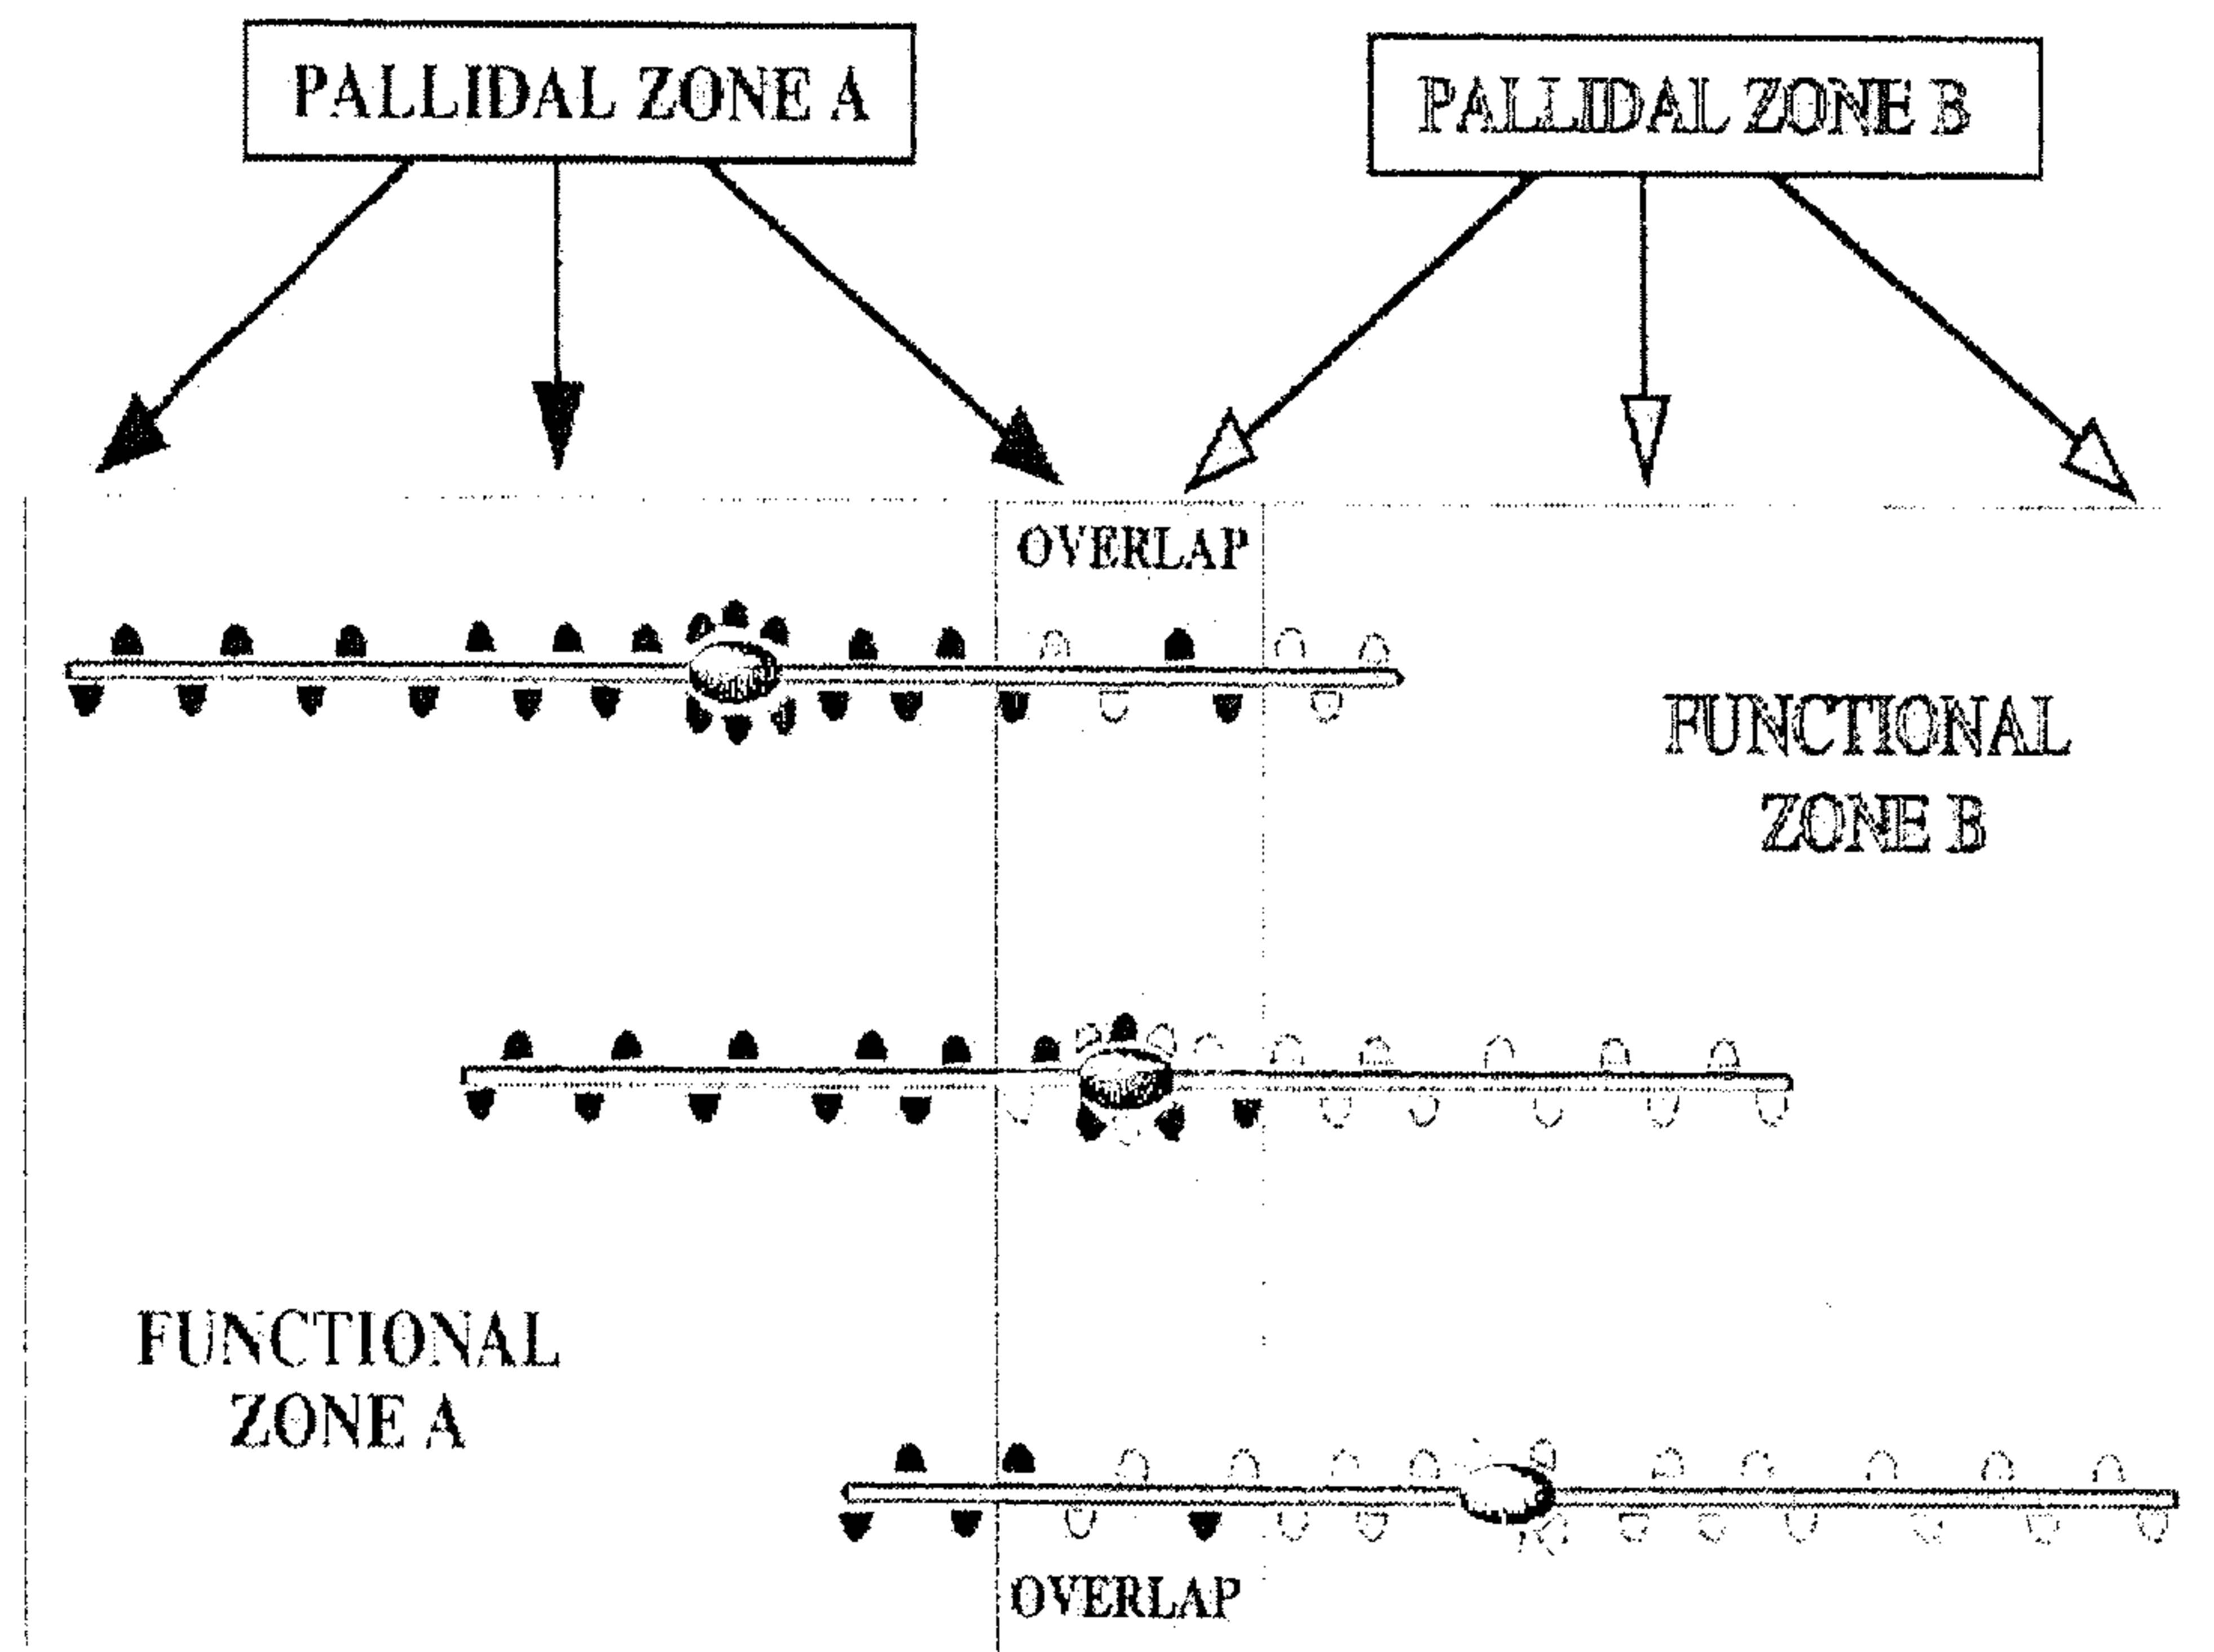 PALLIDAL ZONE A
PALLIDAL ZONE B
OVERLAP
FUNCTIONAL
ZONE B
FUNCTIONAL
ZONE A
OVERLAP